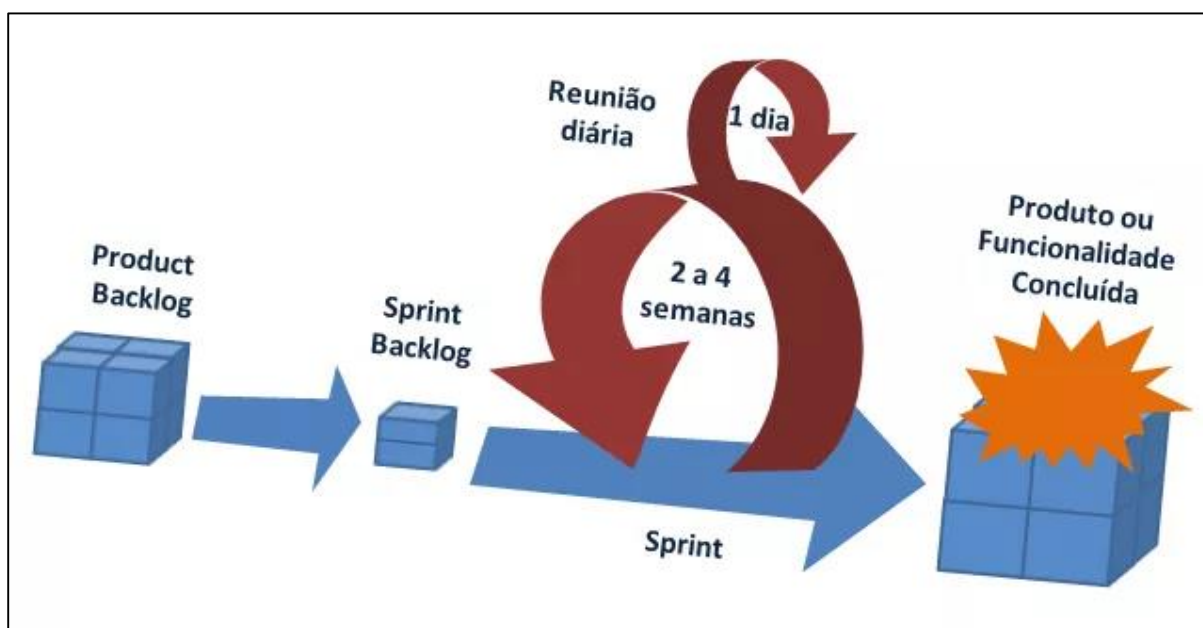 Product
Backlog
Sprint
Backlog
Reunião
diária
1 dia
2 a 4
semanas
Sprint
Produto ou
Funcionalidade
Concluída